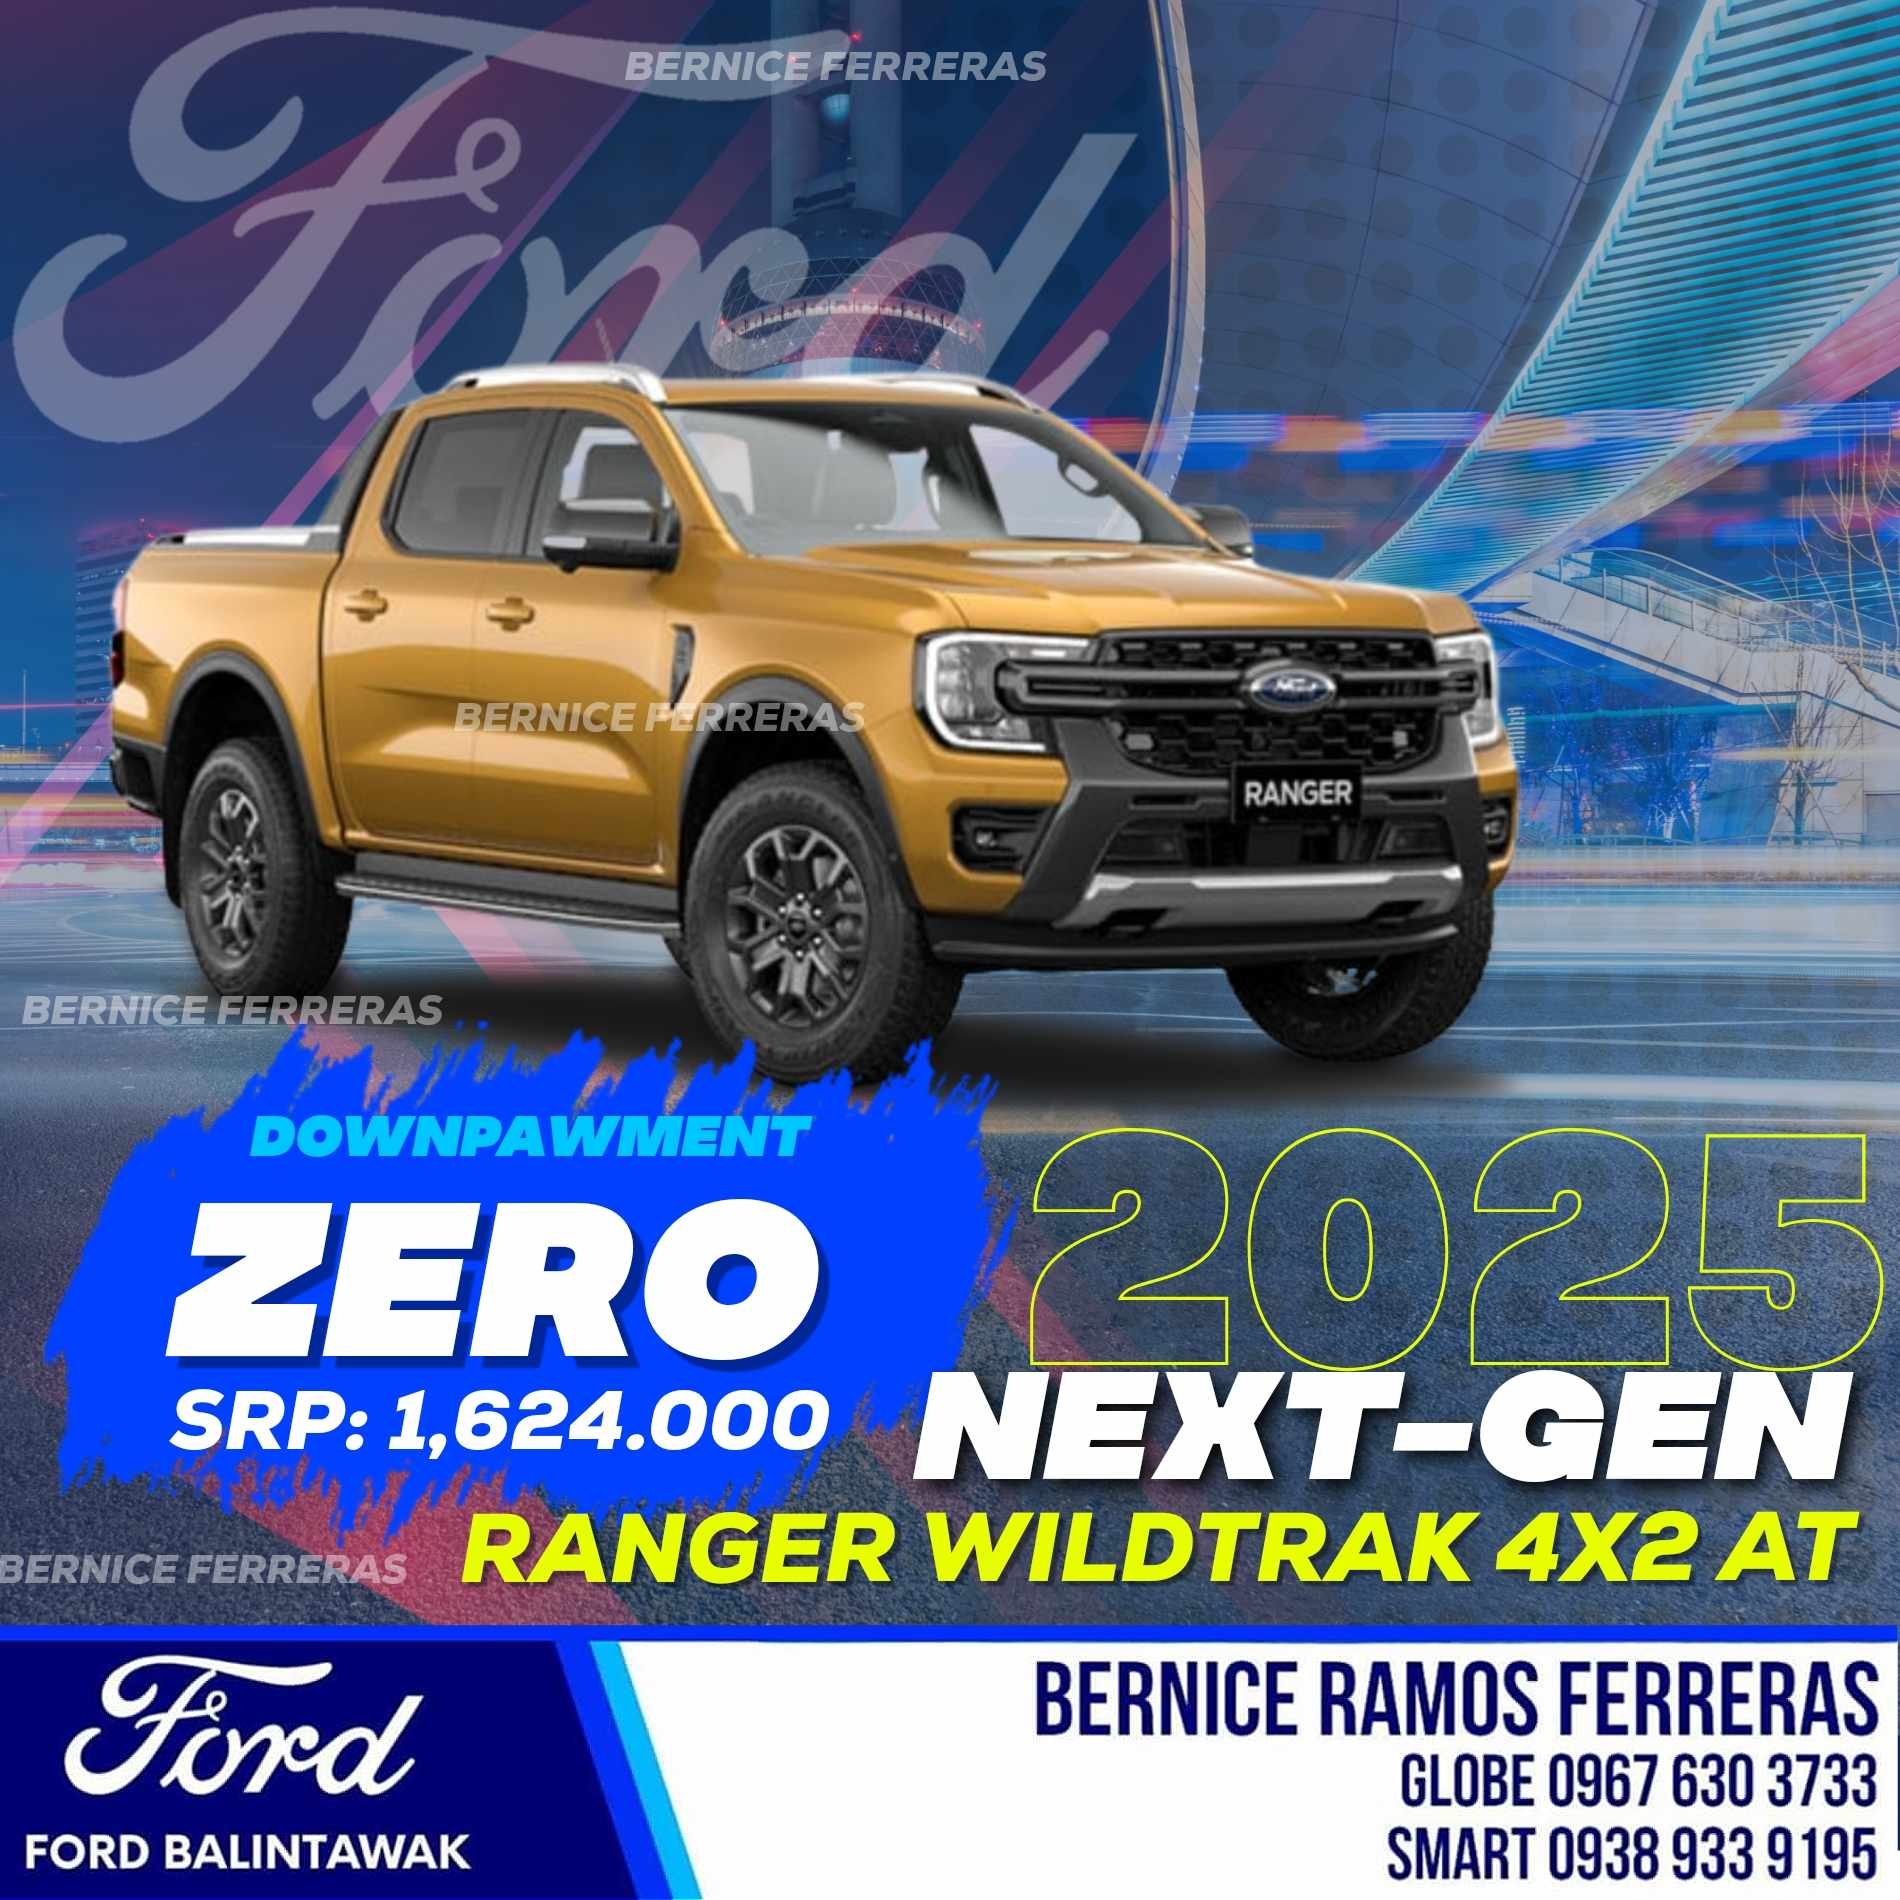 Ford
BERNICE FERRERAS
Ford
RANGER
BERNICE FERRERAS
BERNICE FERRERAS
DOWNPAWMENT
ZERO
SRP: 1,624.000
2025
NEXT-GEN
RANGER WILDTRAK 4X2 AT
BERNICE FERRERAS
Ford
FORD BALINTAWAK
BERNICE RAMOS FERRERAS
GLOBE 0967 630 3733
SMART 0938 933 9195